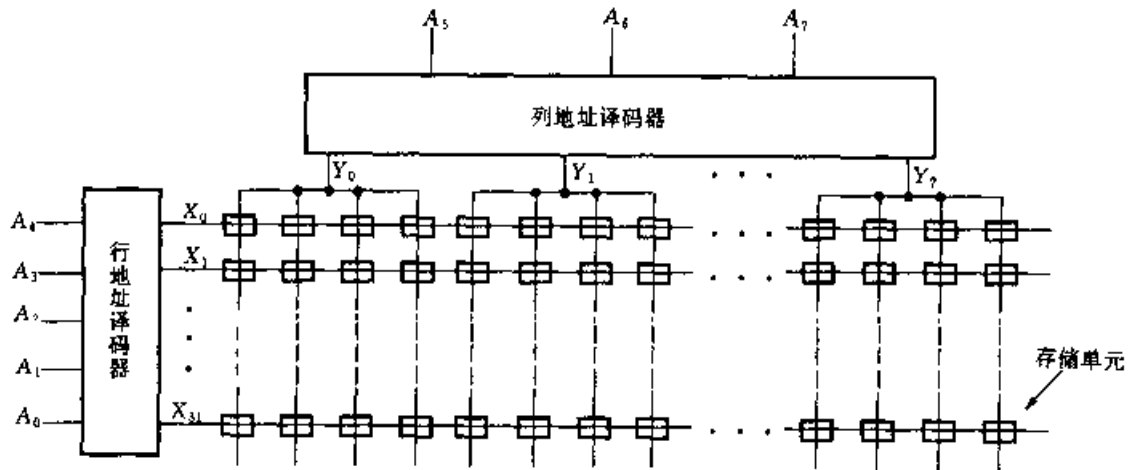 A₅ A₆ A₇
列地址译码器
Y₀ Y₁ . . . Y₇
A₄ X₀
A₃ X₁
行地址译码器
A₂
A₁
存储单元
A₀ X₃₁